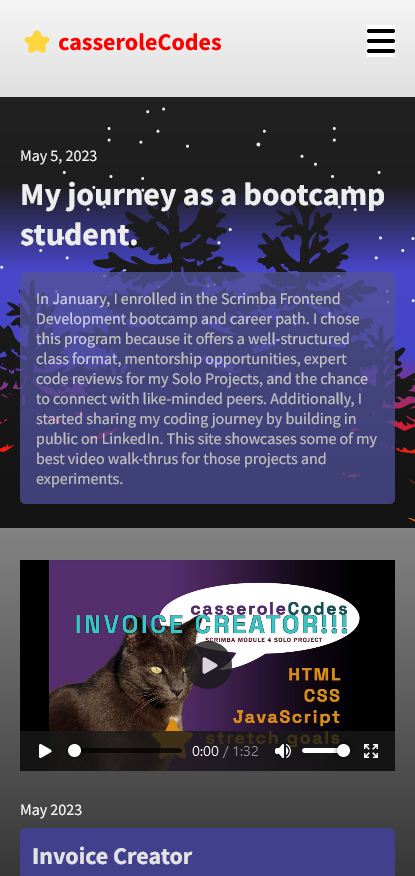 casseroleCodes
May 5, 2023
My journey as a bootcamp
student.
In January, I enrolled in the Scrimba Frontend
Development bootcamp and career path. I chose
this program because it offers a well-structured
class format, mentorship opportunities, expert
code reviews for my Solo Projects, and the chance
to connect with like-minded peers. Additionally, I
started sharing my coding journey by building in
public on LinkedIn. This site showcases some of my
best video walk-thrus for those projects and
experiments.
casseroleCodes
INVOICE CREATOR!!!
SCRIMBA MODULE 4 SOLO PROJECT
HTML
CSS
JavaScript
stretch goals
0:00 / 1:32
May 2023
Invoice Creator